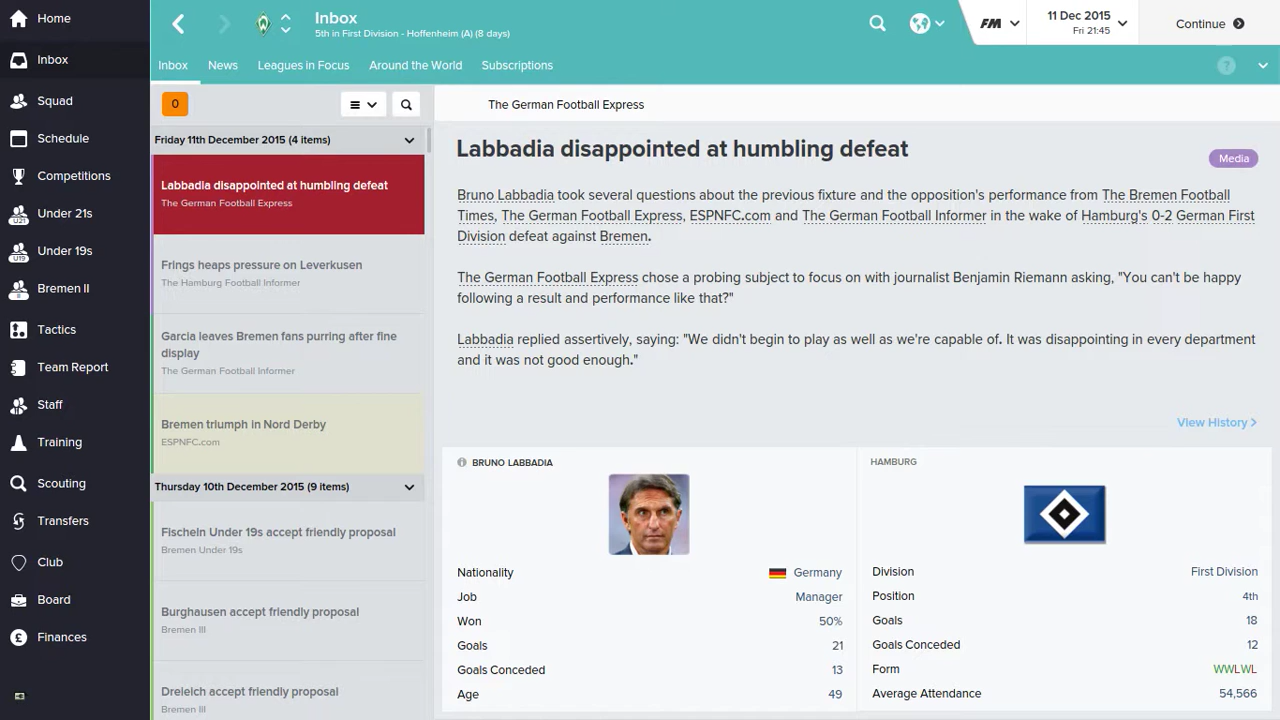 Home
Inbox
Squad
Schedule
Competitions
Under 21s
Under 19s
Bremen II
Tactics
Team Report
Staff
Training
Scouting
Transfers
Club
Board
Finances
Inbox
5th in First Division - Hoffenheim (A) (8 days)
FM
11 Dec 2015
Fri 21:45
Continue
Inbox News Leagues in Focus Around the World Subscriptions
?
0
Friday 11th December 2015 (4 items)
Labbadia disappointed at humbling defeat
The German Football Express
Frings heaps pressure on Leverkusen
The Hamburg Football Informer
Garcia leaves Bremen fans purring after fine
display
The German Football Informer
Bremen triumph in Nord Derby
ESPNFC.com
Thursday 10th December 2015 (9 items)
Fischeln Under 19s accept friendly proposal
Bremen Under 19s
Burghausen accept friendly proposal
Bremen III
Dreieich accept friendly proposal
Bremen III
The German Football Express
Labbadia disappointed at humbling defeat
Media
Bruno Labbadia took several questions about the previous fixture and the opposition's performance from The Bremen Football
Times, The German Football Express, ESPNFC.com and The German Football Informer in the wake of Hamburg's 0-2 German First
Division defeat against Bremen.
The German Football Express chose a probing subject to focus on with journalist Benjamin Riemann asking, "You can't be happy
following a result and performance like that?"
Labbadia replied assertively, saying: "We didn't begin to play as well as we're capable of. It was disappointing in every department
and it was not good enough."
View History
BRUNO LABBADIA
Nationality Germany
Job Manager
Won 50%
Goals 21
Goals Conceded 13
Age 49
HAMBURG
Division First Division
Position 4th
Goals 18
Goals Conceded 12
Form WWLWL
Average Attendance 54,566